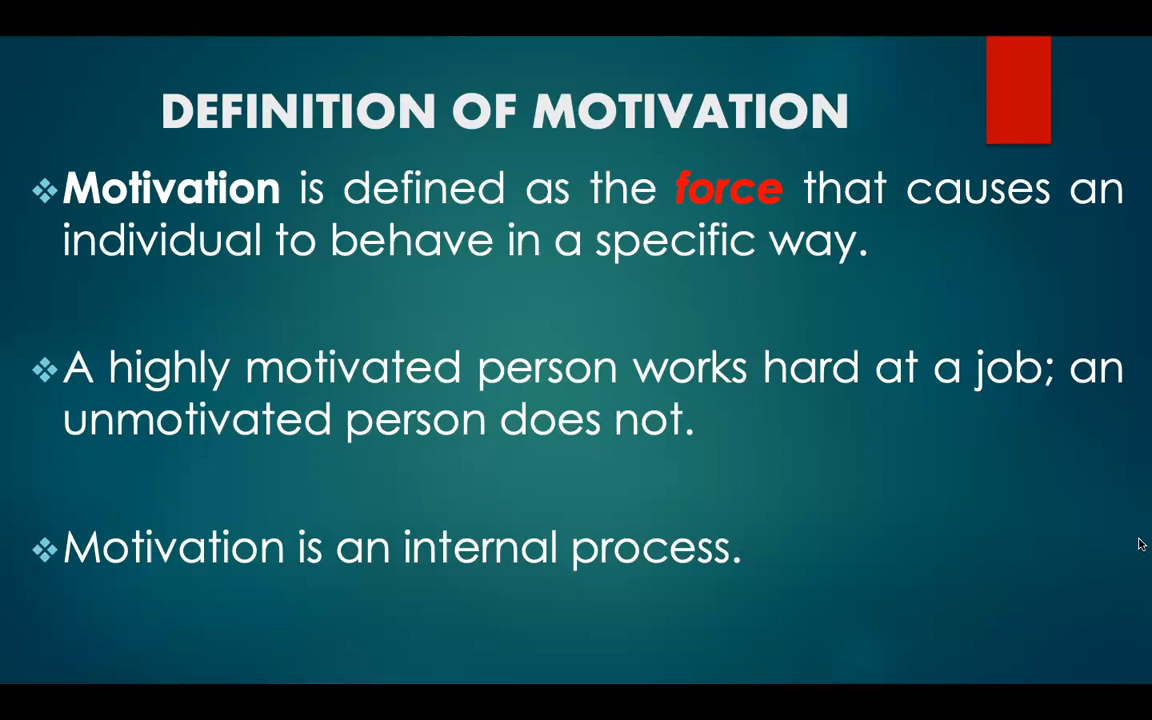 DEFINITION OF MOTIVATION
❖Motivation is defined as the force that causes an
individual to behave in a specific way.
❖A highly motivated person works hard at a job; an
unmotivated person does not.
❖Motivation is an internal process.